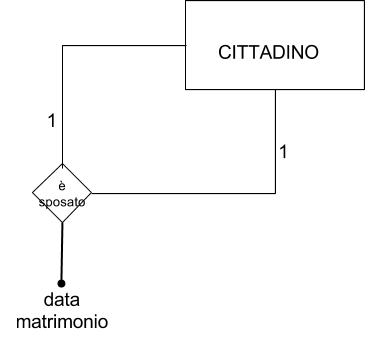 CITTADINO
1
1
è
sposato
data
matrimonio